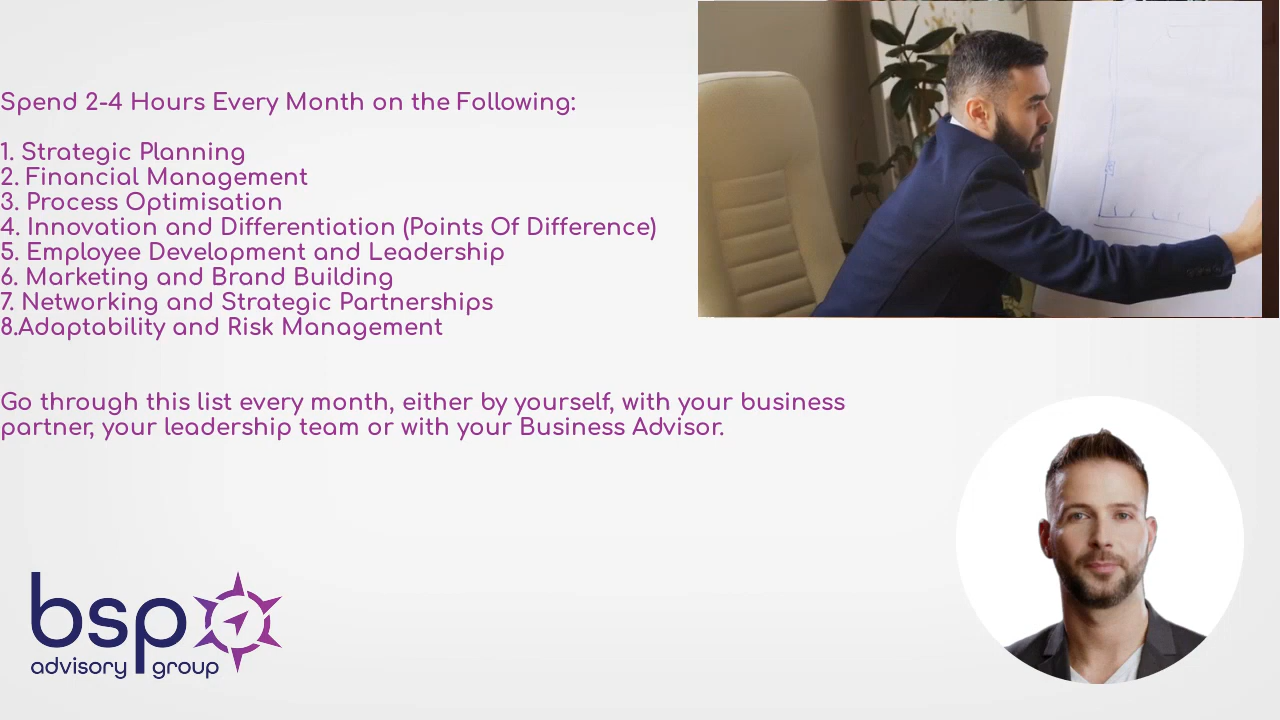 Spend 2-4 Hours Every Month on the Following:
1. Strategic Planning
2. Financial Management
3. Process Optimisation
4. Innovation and Differentiation (Points Of Difference)
5. Employee Development and Leadership
6. Marketing and Brand Building
7. Networking and Strategic Partnerships
8.Adaptability and Risk Management
Go through this list every month, either by yourself, with your business
partner, your leadership team or with your Business Advisor.
bsp
advisory group